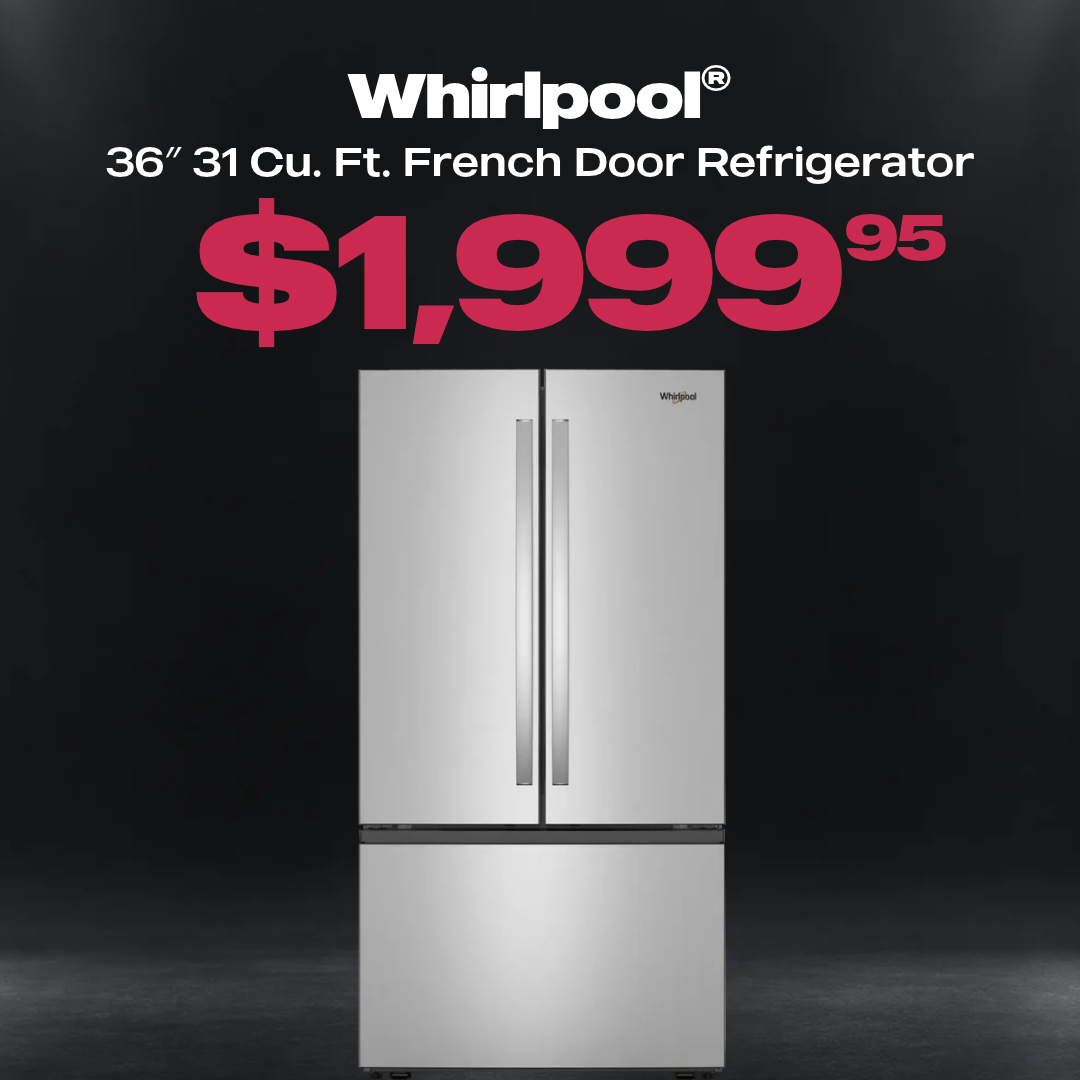 Whirlpool®
36″ 31 Cu. Ft. French Door Refrigerator
$1,999⁹⁵
Whirlpool